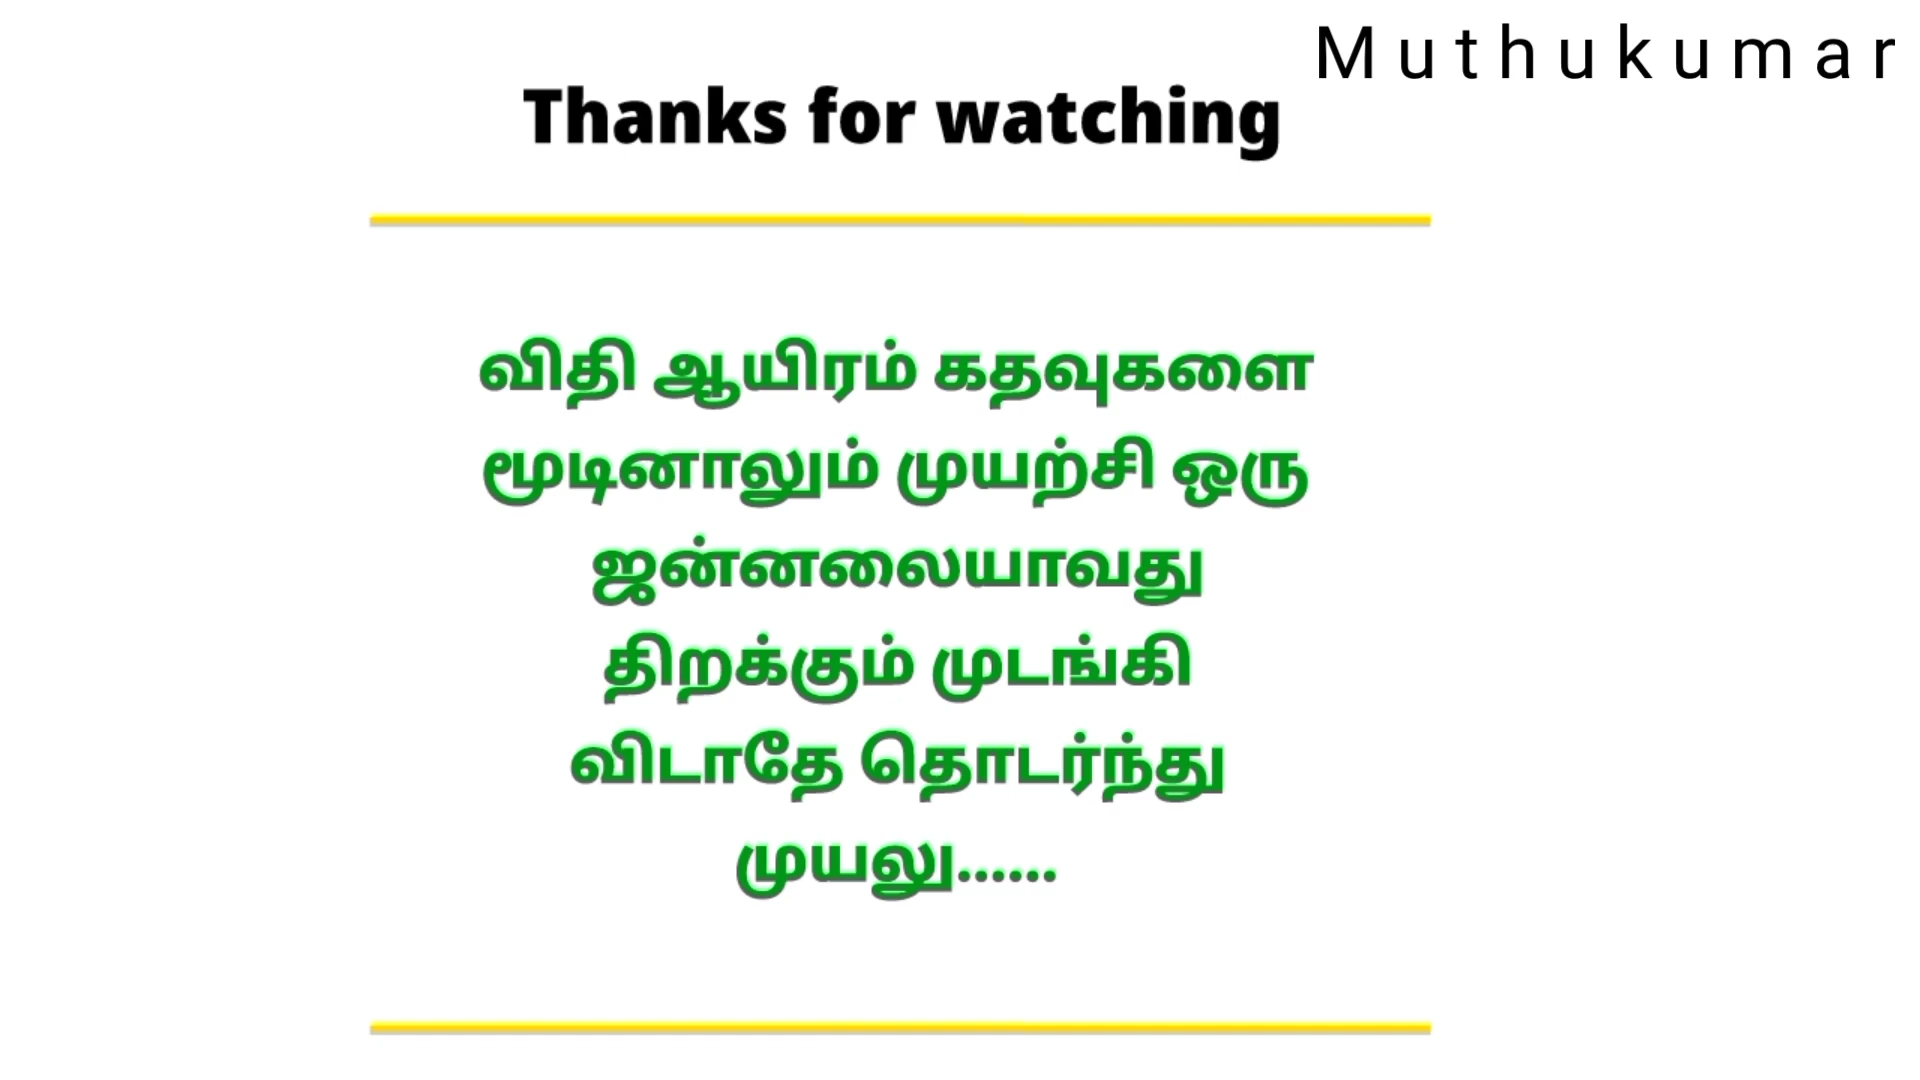 Muthukumar
Thanks for watching
விதி ஆயிரம் கதவுகளை
மூடினாலும் முயற்சி ஒரு
ஜன்னலையாவது
திறக்கும் முடங்கி
விடாதே தொடர்ந்து
முயலு......